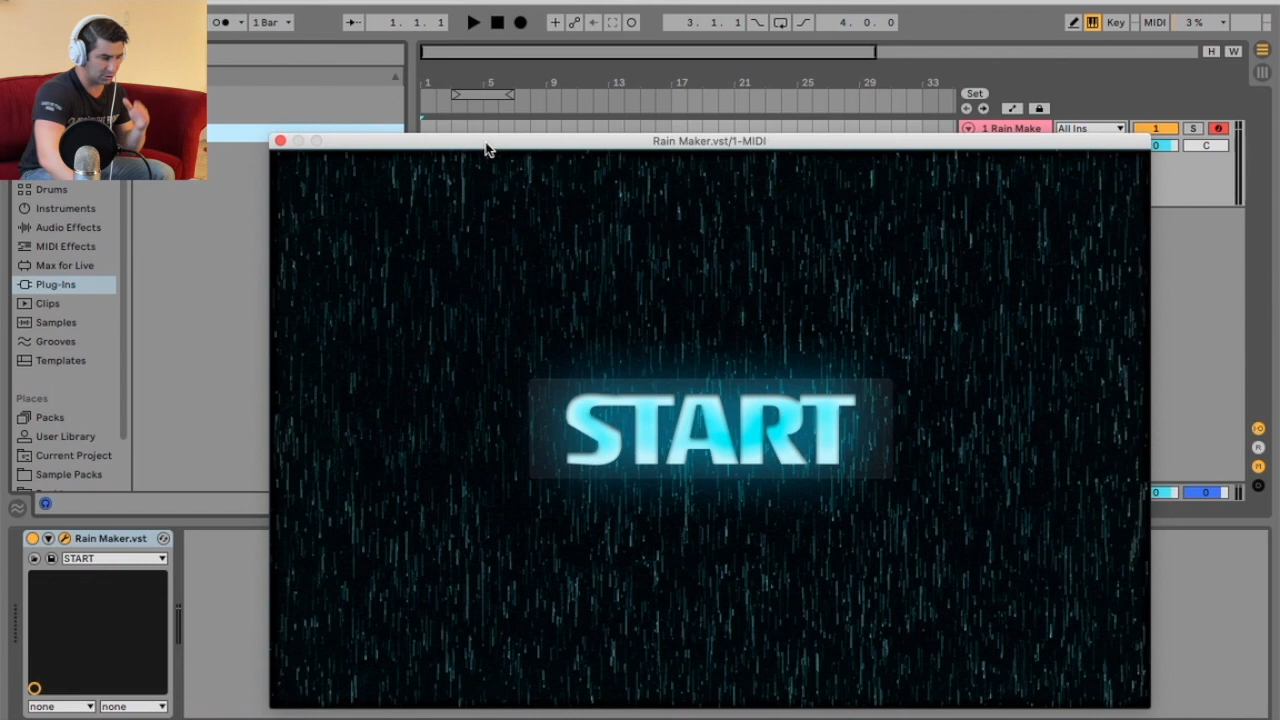 1 Bar
1. 1. 1
3. 1. 1
4. 0. 0
Key
MIDI
3 %
H W
1 5 9 13 17 21 25 29 33
Set
1 Rain Make All Ins 1 S
0 C
Rain Maker.vst/1-MIDI
Drums
Instruments
Audio Effects
MIDI Effects
Max for Live
Plug-Ins
Clips
Samples
Grooves
Templates
Places
Packs
User Library
Current Project
Sample Packs
START
R
M
D
0 0
Rain Maker.vst
START
none none